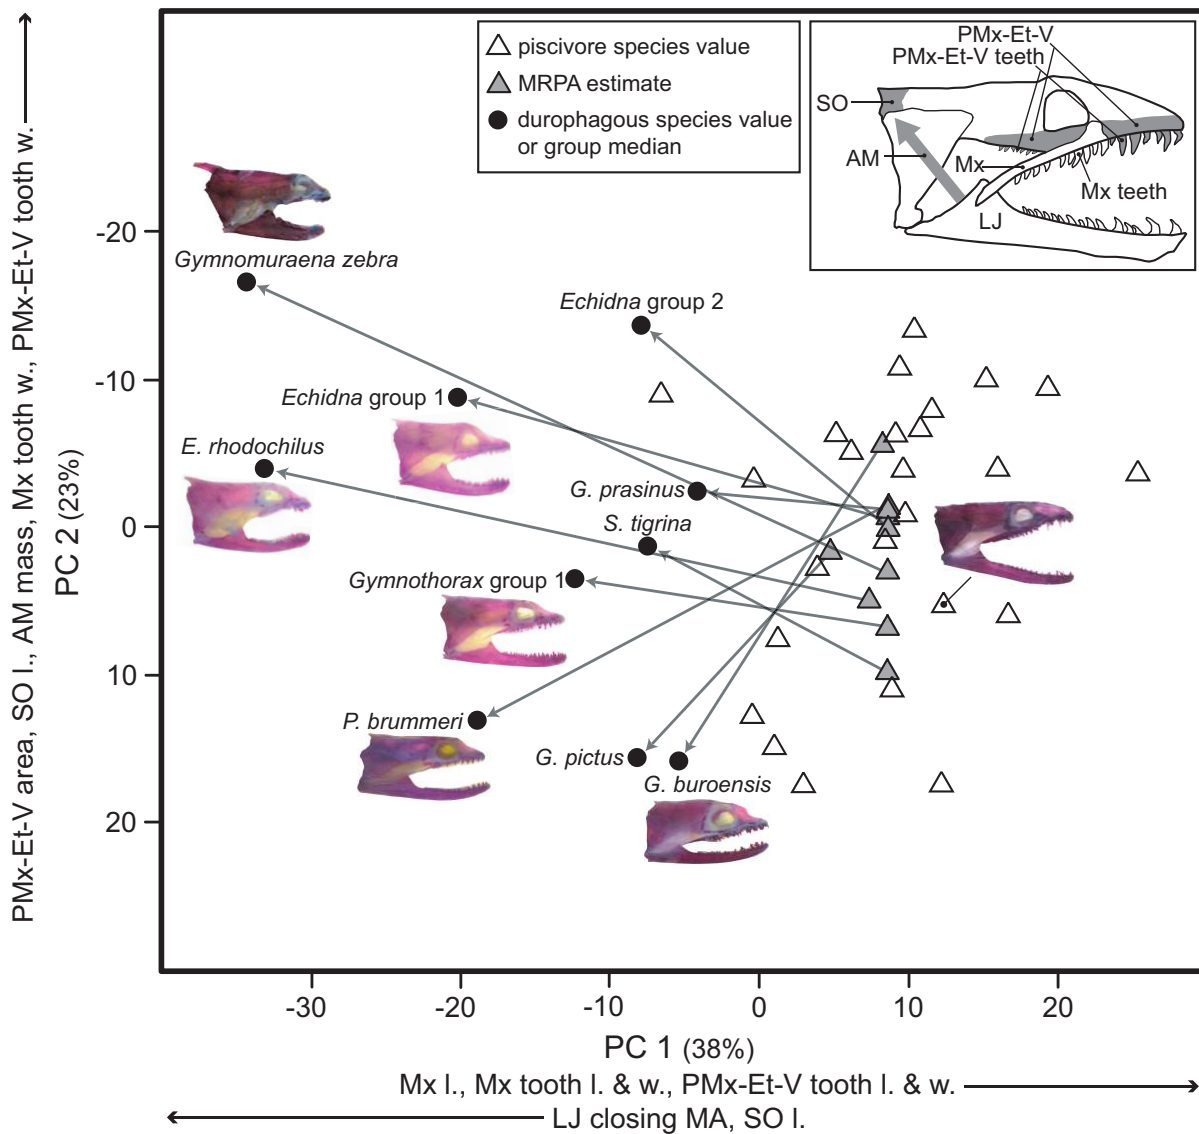 piscivore species value
MRPA estimate
durophagous species value
or group median
PMx-Et-V
PMx-Et-V teeth
SO
AM
Mx
Mx teeth
LJ
PMx-Et-V area, SO l., AM mass, Mx tooth w., PMx-Et-V tooth w.
PC 2 (23%)
-20
-10
0
10
20
Gymnomuraena zebra
Echidna group 2
Echidna group 1
E. rhodochilus
G. prasinus
S. tigrina
Gymnothorax group 1
P. brummeri
G. pictus
G. buroensis
-30 -20 -10 0 10 20
PC 1 (38%)
Mx l., Mx tooth l. & w., PMx-Et-V tooth l. & w.
LJ closing MA, SO l.